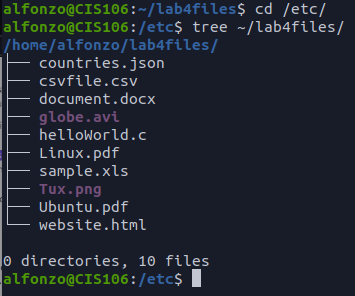 alfonzo@CIS106:~/lab4files$ cd /etc/
alfonzo@CIS106:/etc$ tree ~/lab4files/
/home/alfonzo/lab4files/
├── countries.json
├── csvfile.csv
├── document.docx
├── globe.avi
├── helloWorld.c
├── Linux.pdf
├── sample.xls
├── Tux.png
├── Ubuntu.pdf
└── website.html
0 directories, 10 files
alfonzo@CIS106:/etc$